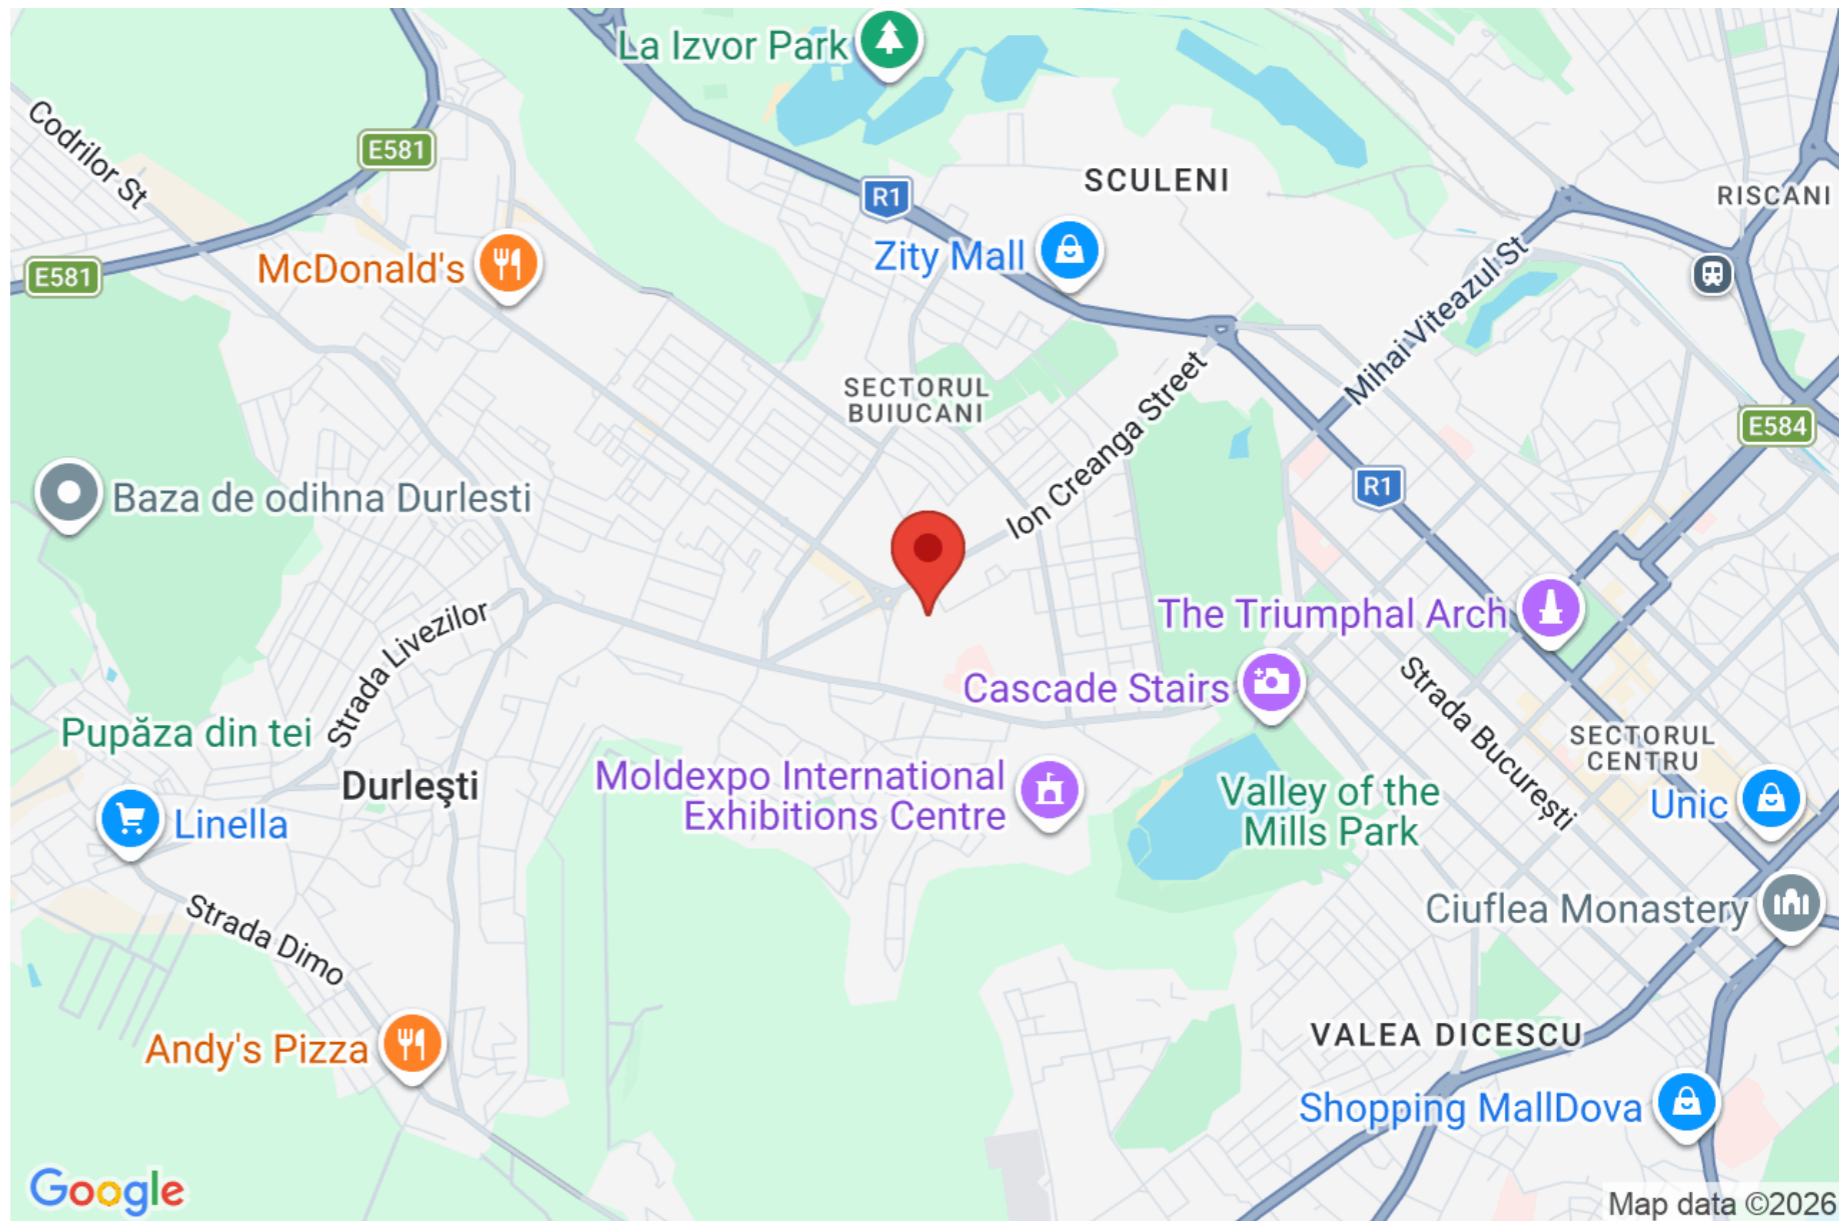 La Izvor Park
Codrilor St
E581
SCULENI
R1
RISCANI
Zity Mall
McDonald's
E581
Mihai Viteazul St
SECTORUL
BUIUCANI
Ion Creanga Street
E584
R1
Baza de odihna Durlesti
The Triumphal Arch
Strada Livezilor
Cascade Stairs
Strada București
Pupăza din tei
SECTORUL
CENTRU
Durleşti
Moldexpo International
Exhibitions Centre
Valley of the
Mills Park
Unic
Linella
Ciuflea Monastery
Strada Dimo
VALEA DICESCU
Andy's Pizza
Shopping MallDova
Google
Map data ©2026